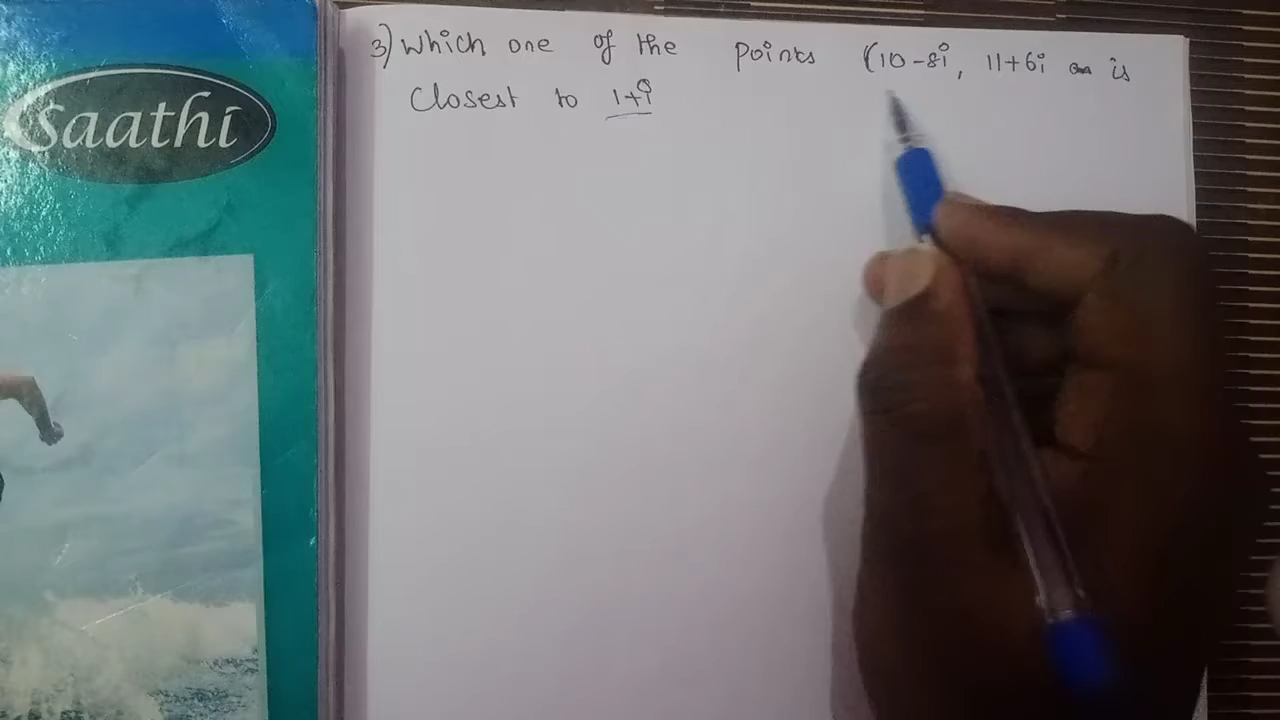 Saathi
3) Which one of the points (10-8i, 11+6i is
closest to 1+i